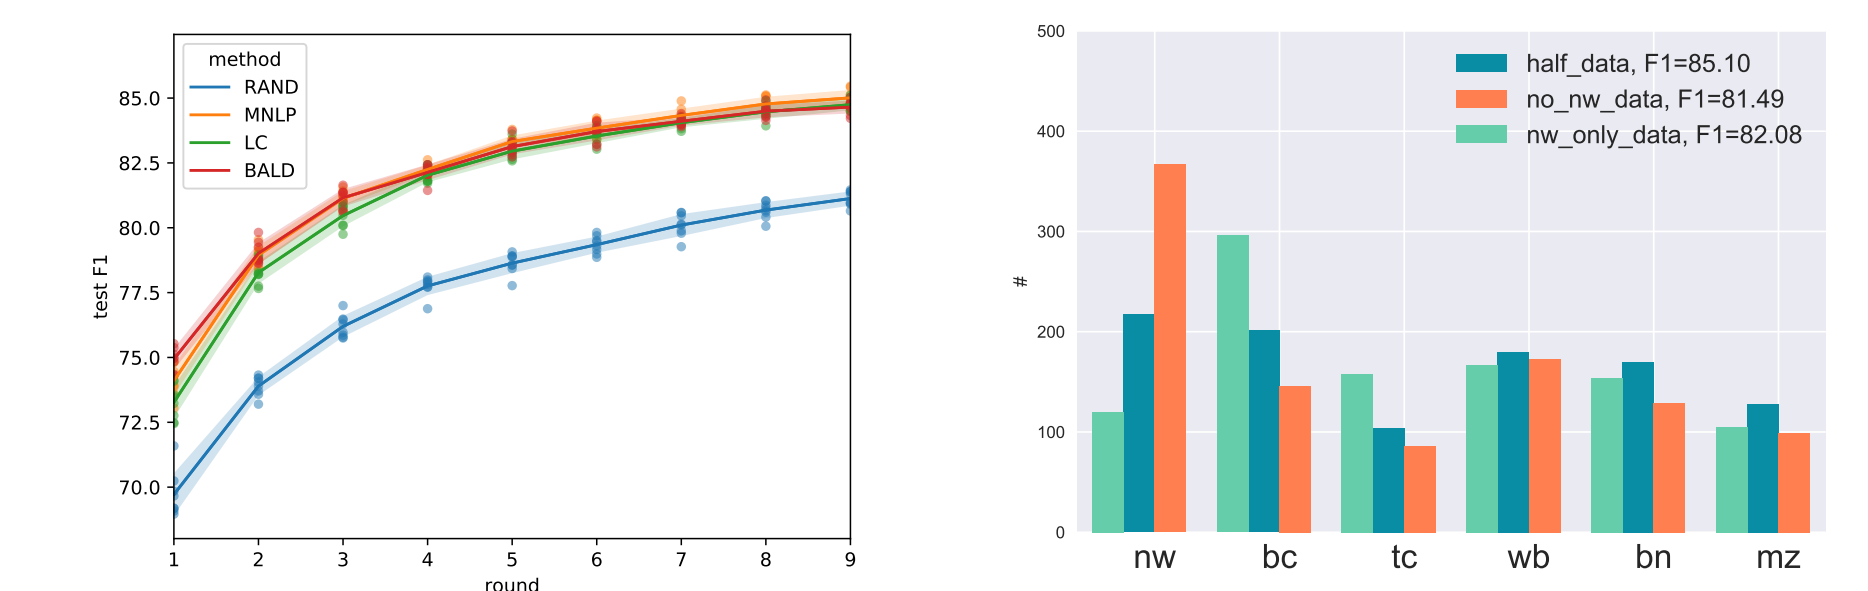 method
RAND
MNLP
LC
BALD
85.0
82.5
80.0
77.5
75.0
72.5
70.0
test F1
1 2 3 4 5 6 7 8 9
round
half_data, F1=85.10
no_nw_data, F1=81.49
nw_only_data, F1=82.08
500
400
300
200
100
0
#
nw bc tc wb bn mz